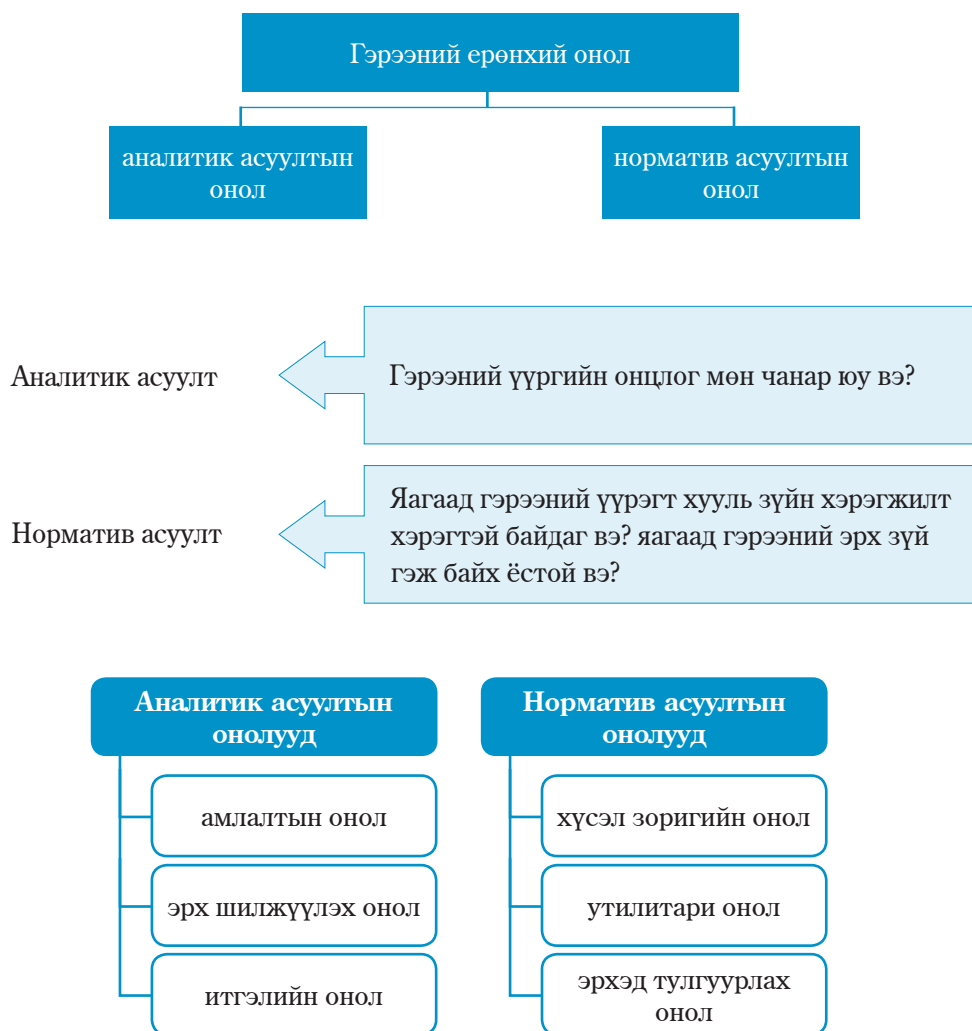 Гэрээний ерөнхий онол
аналитик асуултын
онол
норматив асуултын
онол
Аналитик асуулт
Гэрээний үүргийн онцлог мөн чанар юу вэ?
Норматив асуулт
Яагаад гэрээний үүрэгт хууль зүйн хэрэгжилт
хэрэгтэй байдаг вэ? яагаад гэрээний эрх зүй
гэж байх ёстой вэ?
Аналитик асуултын
онолууд
амлалтын онол
эрх шилжүүлэх онол
итгэлийн онол
Норматив асуултын
онолууд
хүсэл зоригийн онол
утилитари онол
эрхэд тулгуурлах
онол